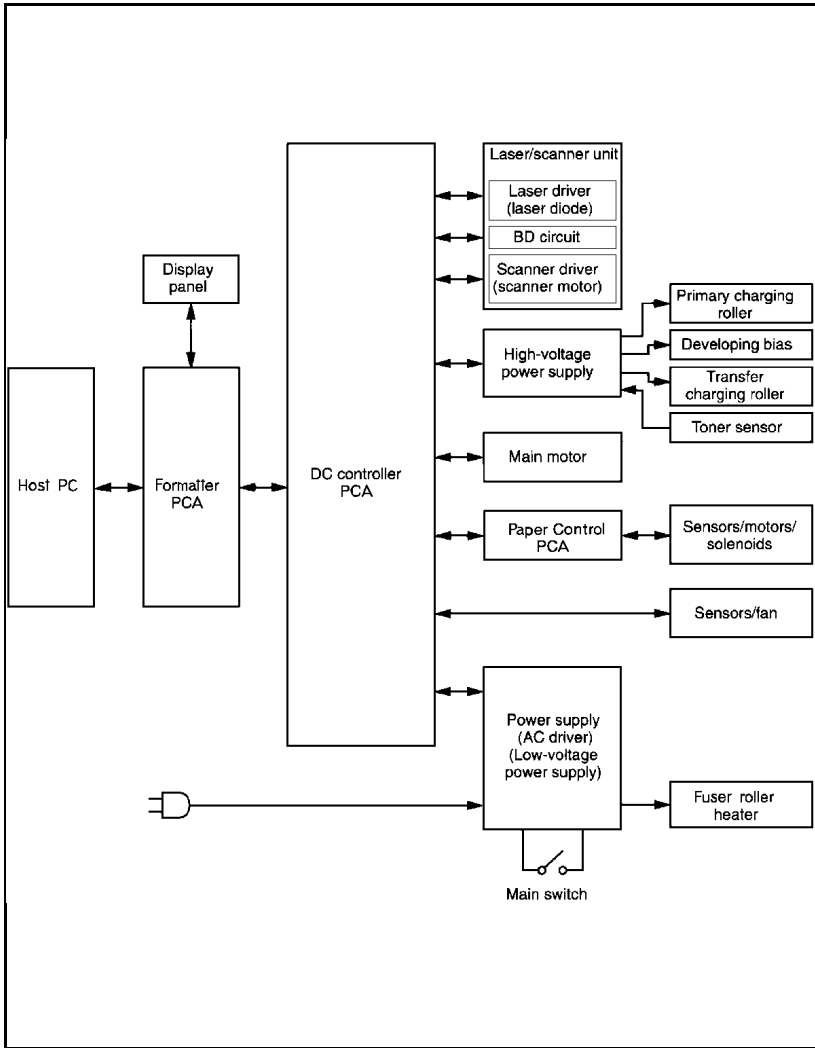 Laser/scanner unit
Laser driver
(laser diode)
BD circuit
Scanner driver
(scanner motor)
Display
panel
Primary charging
roller
High-voltage
power supply
Developing bias
Transfer
charging roller
Toner sensor
Host PC
Formatter
PCA
DC controller
PCA
Main motor
Paper Control
PCA
Sensors/motors/
solenoids
Sensors/fan
Power supply
(AC driver)
(Low-voltage
power supply)
Fuser roller
heater
Main switch